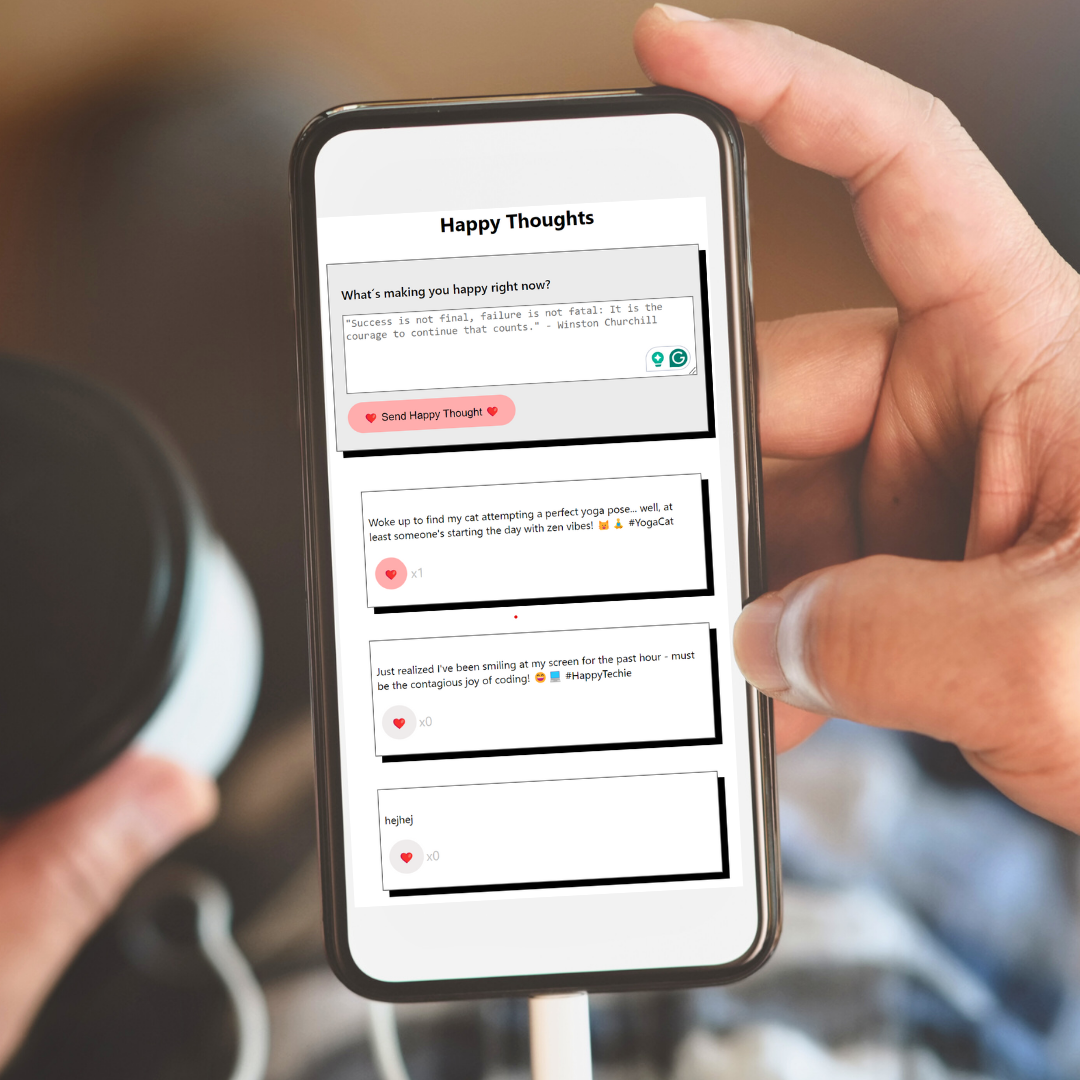 Happy Thoughts
What´s making you happy right now?
"Success is not final, failure is not fatal: It is the
courage to continue that counts." - Winston Churchill
❤️ Send Happy Thought ❤️
Woke up to find my cat attempting a perfect yoga pose... well, at
least someone's starting the day with zen vibes! 😺 🧘 #YogaCat
❤️ x1
Just realized I've been smiling at my screen for the past hour - must
be the contagious joy of coding! 😄 💻 #HappyTechie
❤️ x0
hejhej
❤️ x0